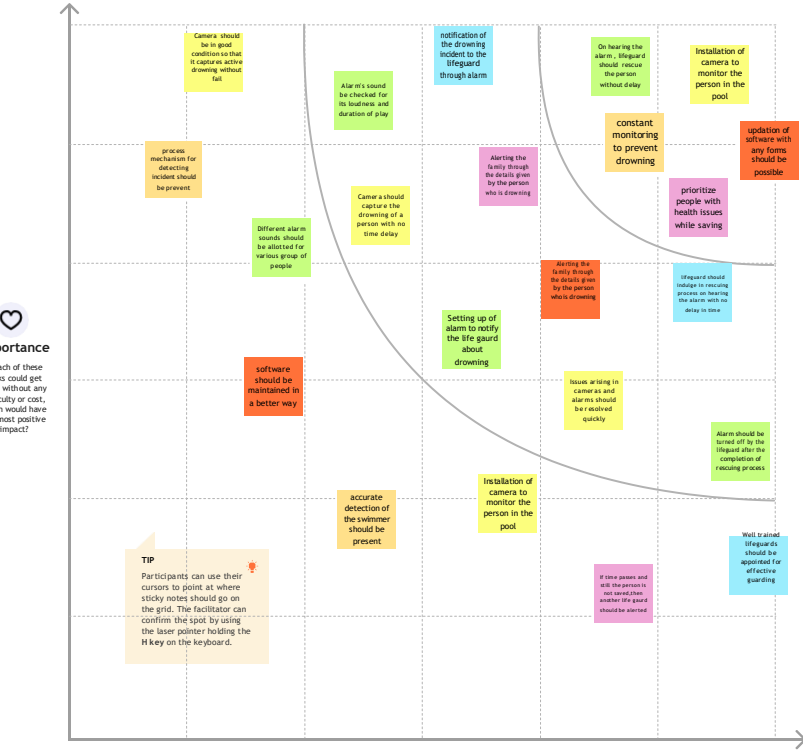 Camera should
be in good
condition so that
it captures active
drowning without
fail
notification of
the drowning
incident to the
lifeguard
through alarm
On hearing the
alarm , lifeguard
should rescue
the person
without delay
Installation of
camera to
monitor the
person in the
pool
Alarm's sound
be checked for
its loudness and
duration of play
constant
monitoring
to prevent
drowning
updation of
software with
any forms
should be
possible
process
mechanism for
detecting
incident should
be prevent
Alerting the
family through
the details given
by the person
who is drowning
prioritize
people with
health issues
while saving
Camera should
capture the
drowning of a
person with no
time delay
Different alarm
sounds should
be allotted for
various group of
people
Alerting the
family through
the details given
by the person
who is drowning
lifeguard should
indulge in rescuing
process on hearing
the alarm with no
delay in time
Setting up of
alarm to notify
the life gaurd
about
drowning
software
should be
maintained in
a better way
Issues arising in
cameras and
alarms should
be resolved
quickly
Alarm should be
turned off by the
lifeguard after the
completion of
rescuing process
Installation of
camera to
monitor the
person in the
pool
accurate
detection of
the swimmer
should be
present
Well trained
lifeguards
should be
appointed for
effective
guarding
If time passes and
still the person is
not saved,then
another life gaurd
should be alerted
portance
ach of these
ks could get
without any
culty or cost,
h would have
most positive
impact?
TIP
Participants can use their
cursors to point at where
sticky notes should go on
the grid. The facilitator can
confirm the spot by using
the laser pointer holding the
H key on the keyboard.